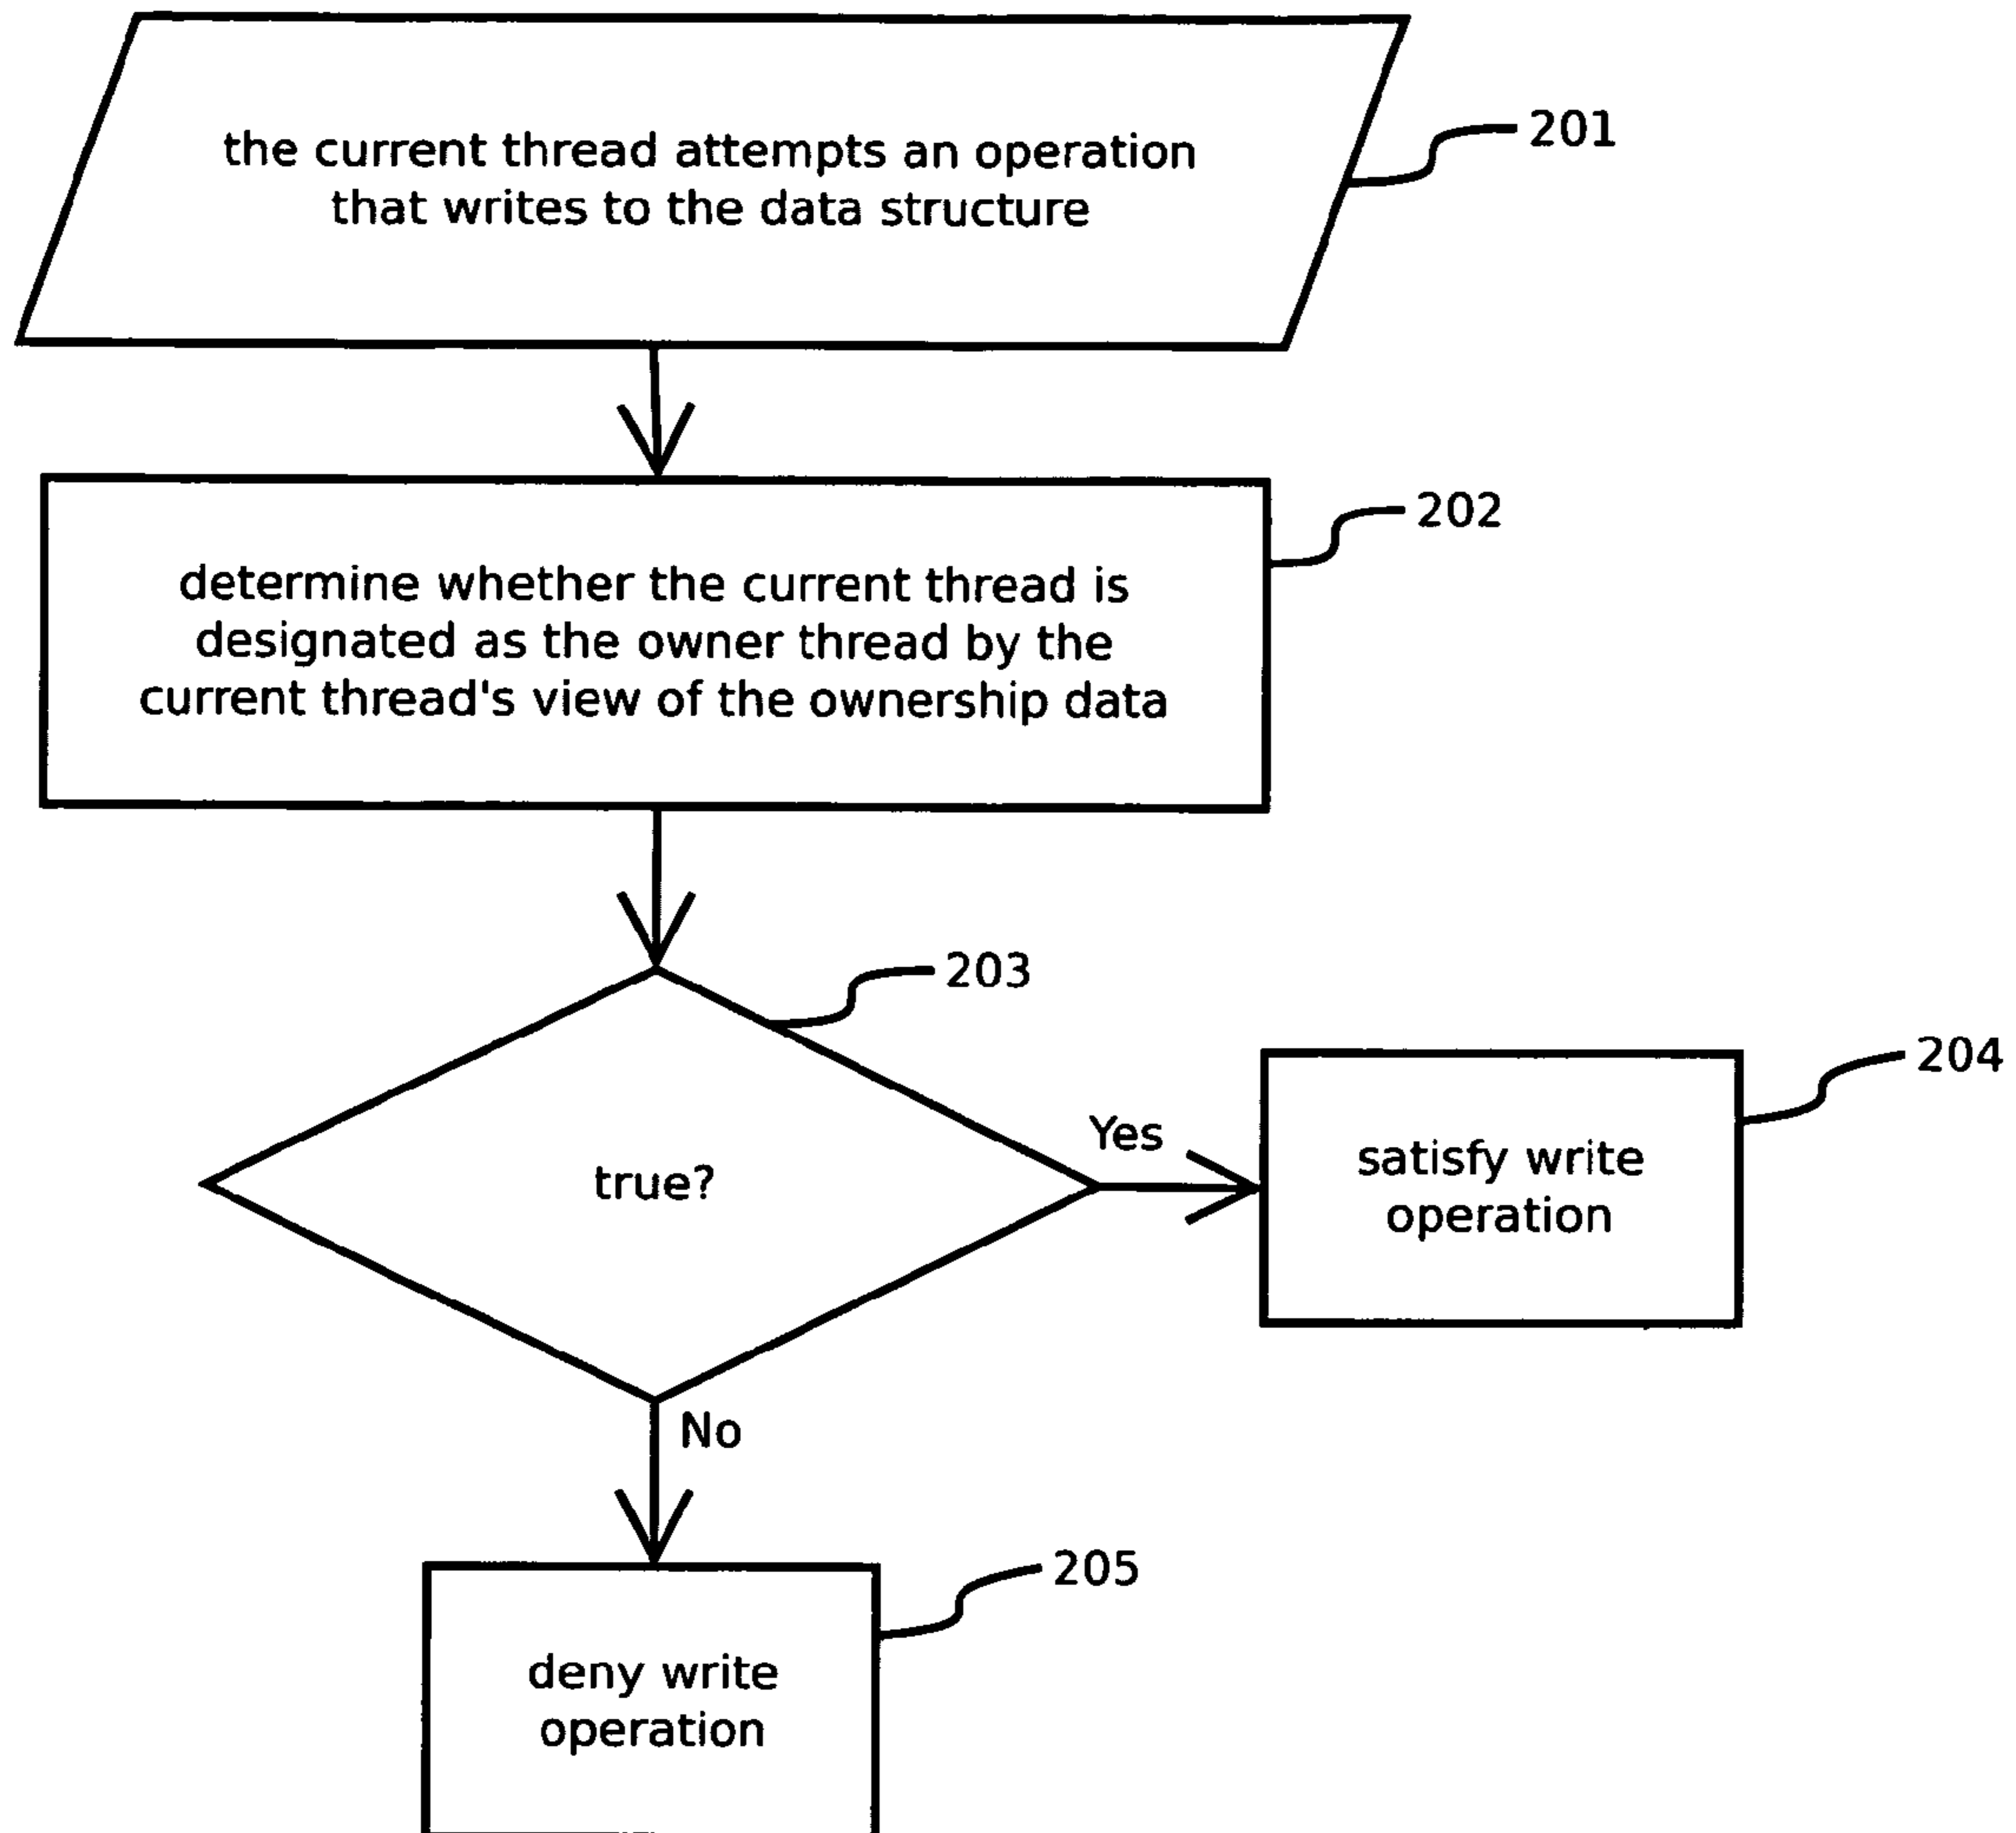 the current thread attempts an operation
that writes to the data structure
201
202
determine whether the current thread is
designated as the owner thread by the
current thread's view of the ownership data
203
204
Yes
true?
satisfy write
operation
No
205
deny write
operation